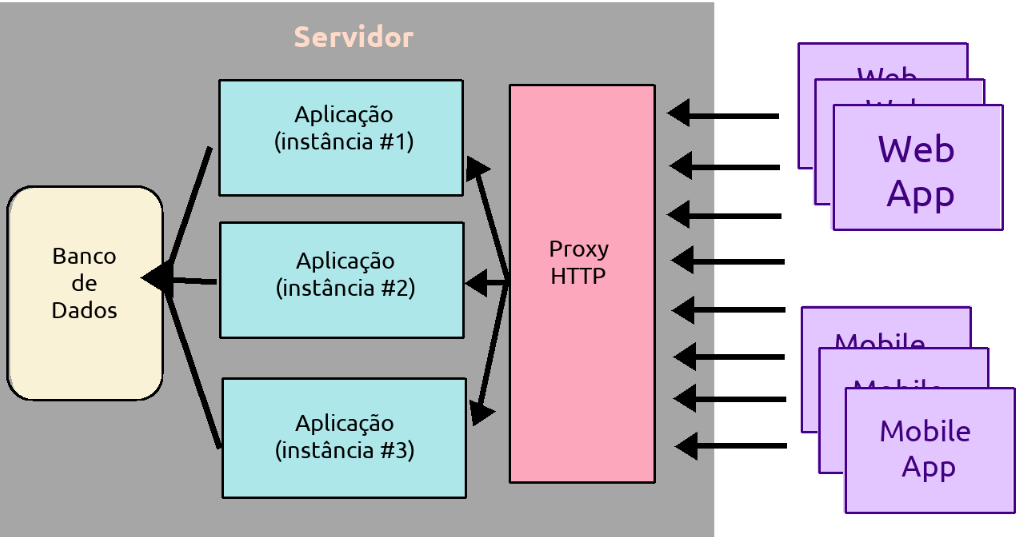 Servidor
Aplicação
(instância #1)
Aplicação
(instância #2)
Aplicação
(instância #3)
Banco
de
Dados
Proxy
HTTP
Web
Web
Web
App
Mobile
Mobile
Mobile
App